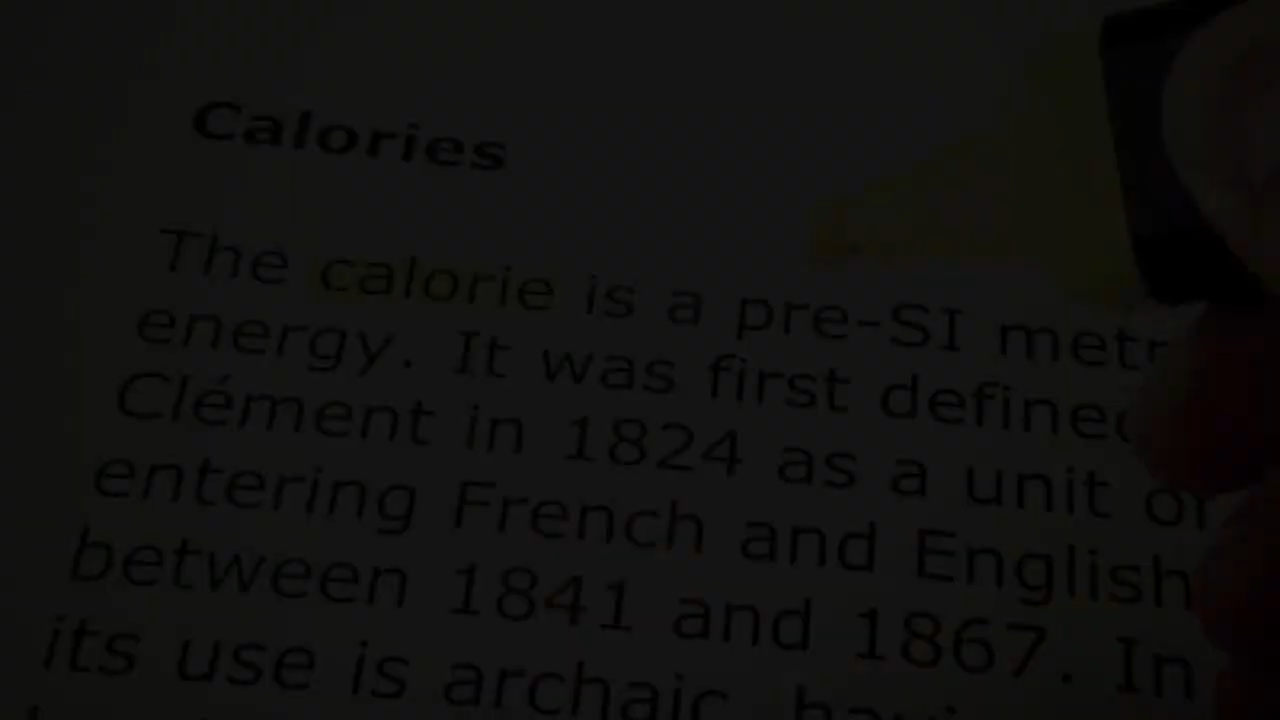 Calories
The calorie is a pre-SI
energy. It was first
Clément in 1824 as a unit
entering French and English
between 1841 and 1867. In
its use is archaic,